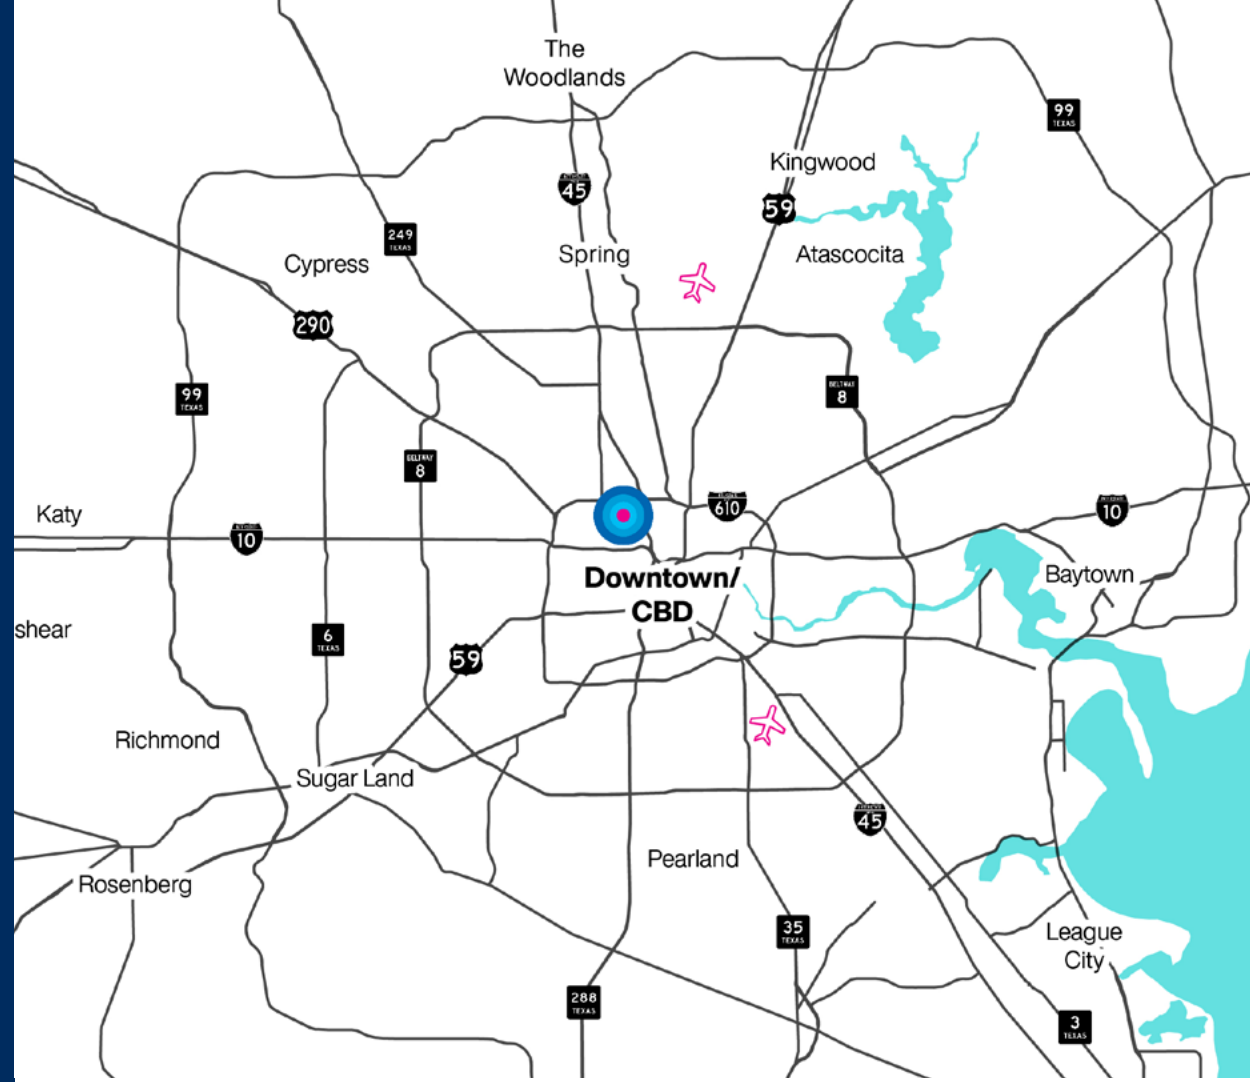 The
Woodlands
99
TEXAS
Kingwood
45
59
249
TEXAS
Spring
Atascocita
Cypress
290
99
TEXAS
BELTWAY
8
BELTWAY
8
610
10
Katy
10
Downtown/
CBD
Baytown
shear
6
TEXAS
59
Richmond
Sugar Land
45
Pearland
Rosenberg
35
TEXAS
League
City
288
TEXAS
3
TEXAS